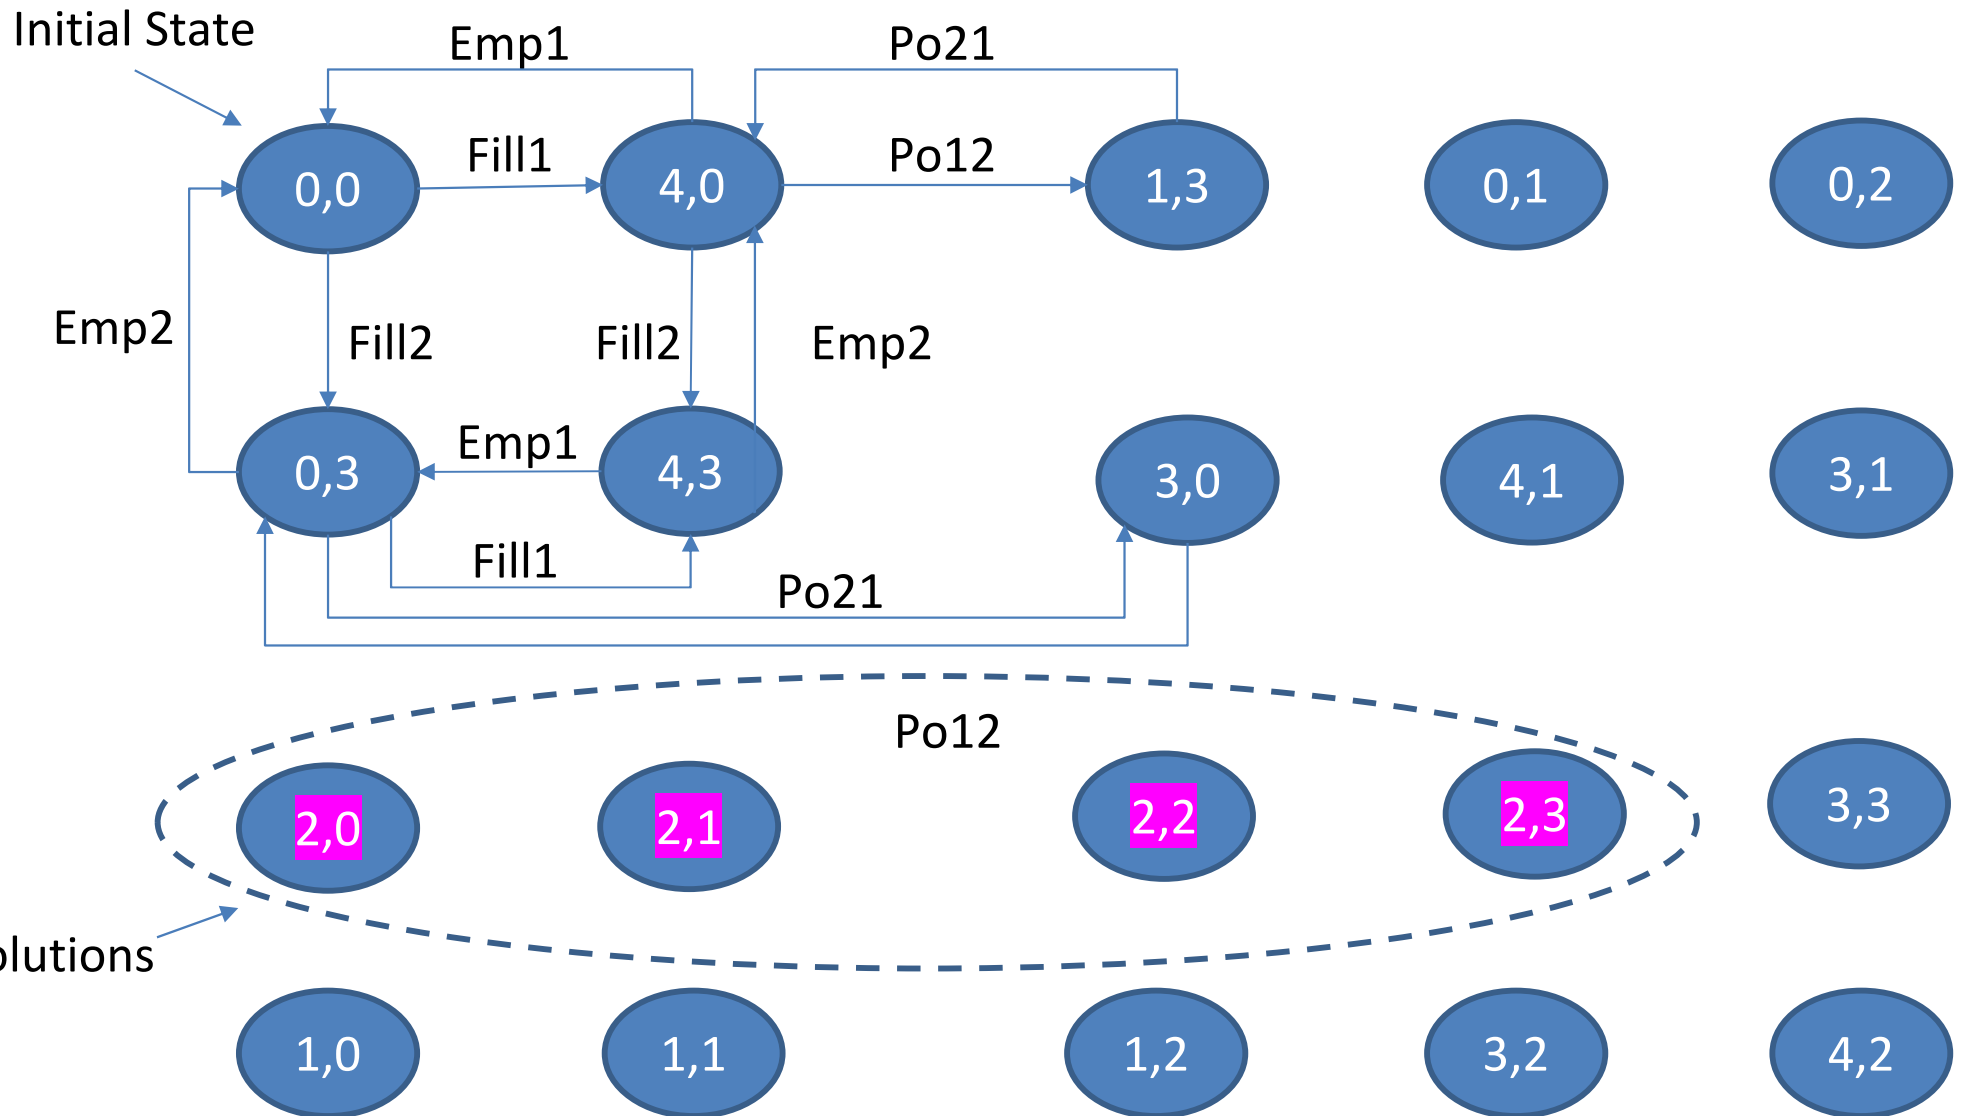 Initial State
Emp1
Po21
Fill1
Po12
0,0
4,0
1,3
0,1
0,2
Emp2
Fill2
Fill2
Emp2
Emp1
0,3
4,3
3,0
4,1
3,1
Fill1
Po21
Po12
2,0
2,1
2,2
2,3
3,3
olutions
1,0
1,1
1,2
3,2
4,2